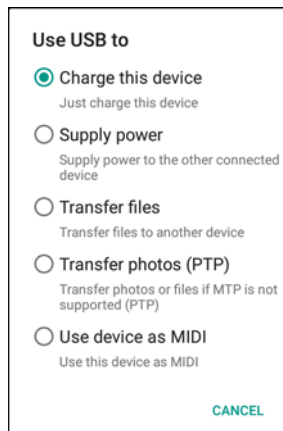 Use USB to
Charge this device
Just charge this device
Supply power
Supply power to the other connected
device
Transfer files
Transfer files to another device
Transfer photos (PTP)
Transfer photos or files if MTP is not
supported (PTP)
Use device as MIDI
Use this device as MIDI
CANCEL